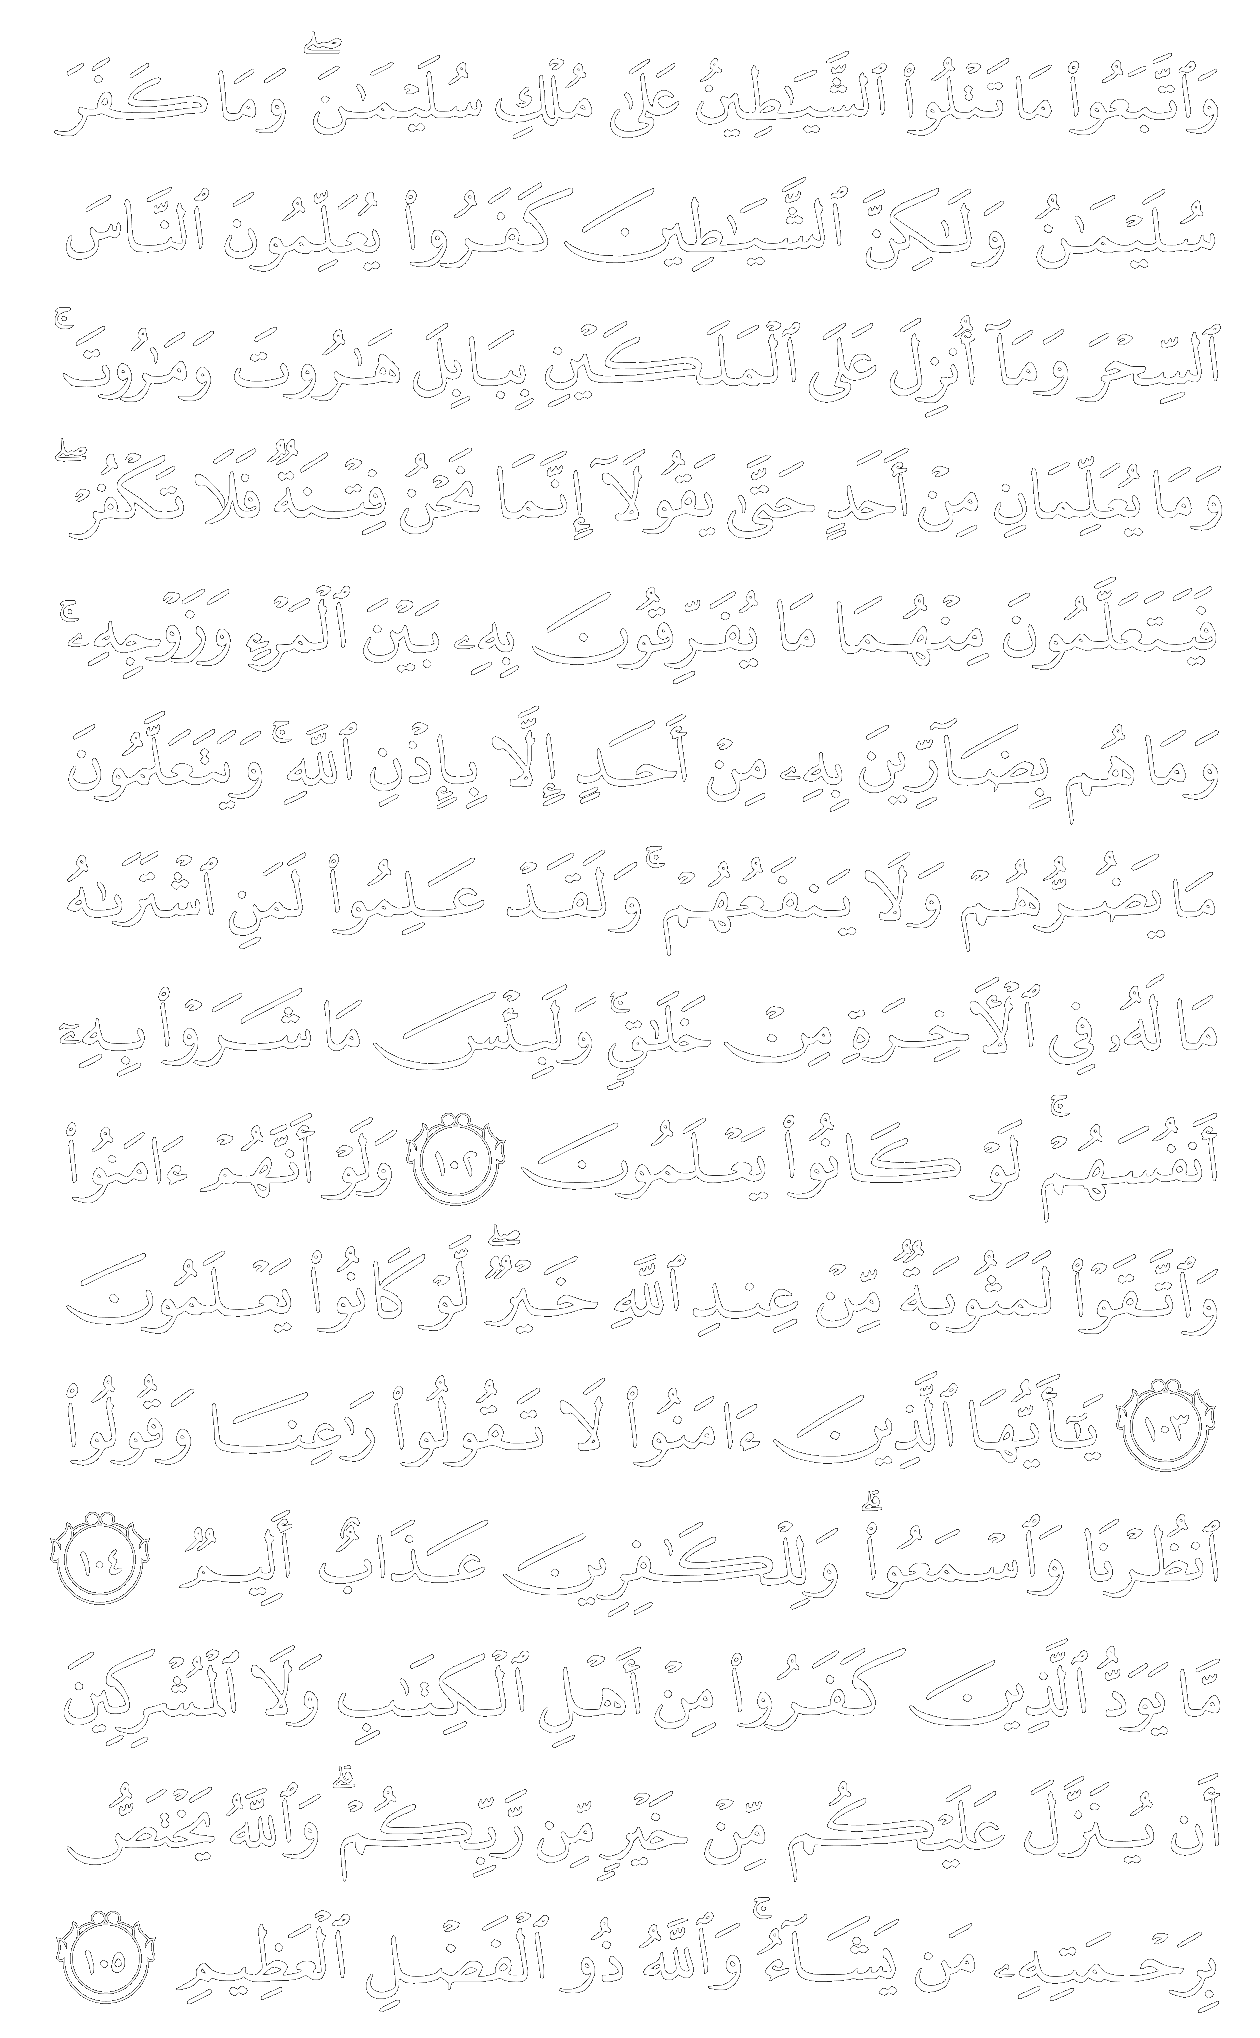 وَٱتَّبَعُوا۟ مَا تَتْلُوا۟ ٱلشَّيَـٰطِينُ عَلَىٰ مُلْكِ سُلَيْمَـٰنَ ۖ وَمَا كَفَرَ
سُلَيْمَـٰنُ وَلَـٰكِنَّ ٱلشَّيَـٰطِينَ كَفَرُوا۟ يُعَلِّمُونَ ٱلنَّاسَ
ٱلسِّحْرَ وَمَآ أُنزِلَ عَلَى ٱلْمَلَكَيْنِ بِبَابِلَ هَـٰرُوتَ وَمَـٰرُوتَ ۚ
وَمَا يُعَلِّمَانِ مِنْ أَحَدٍ حَتَّىٰ يَقُولَآ إِنَّمَا نَحْنُ فِتْنَةٌ فَلَا تَكْفُرْ ۖ
فَيَتَعَلَّمُونَ مِنْهُمَا مَا يُفَرِّقُونَ بِهِۦ بَيْنَ ٱلْمَرْءِ وَزَوْجِهِۦ ۚ
وَمَا هُم بِضَآرِّينَ بِهِۦ مِنْ أَحَدٍ إِلَّا بِإِذْنِ ٱللَّهِ ۚ وَيَتَعَلَّمُونَ
مَا يَضُرُّهُمْ وَلَا يَنفَعُهُمْ ۚ وَلَقَدْ عَلِمُوا۟ لَمَنِ ٱشْتَرَىٰهُ
مَا لَهُۥ فِى ٱلْـَٔاخِرَةِ مِنْ خَلَـٰقٍ ۚ وَلَبِئْسَ مَا شَرَوْا۟ بِهِۦٓ
أَنفُسَهُمْ ۚ لَوْ كَانُوا۟ يَعْلَمُونَ ١٠٢ وَلَوْ أَنَّهُمْ ءَامَنُوا۟
وَٱتَّقَوْا۟ لَمَثُوبَةٌ مِّنْ عِندِ ٱللَّهِ خَيْرٌ ۖ لَّوْ كَانُوا۟ يَعْلَمُونَ
١٠٣ يَـٰٓأَيُّهَا ٱلَّذِينَ ءَامَنُوا۟ لَا تَقُولُوا۟ رَٰعِنَا وَقُولُوا۟
ٱنظُرْنَا وَٱسْمَعُوا۟ ۗ وَلِلْكَـٰفِرِينَ عَذَابٌ أَلِيمٌ ١٠٤
مَّا يَوَدُّ ٱلَّذِينَ كَفَرُوا۟ مِنْ أَهْلِ ٱلْكِتَـٰبِ وَلَا ٱلْمُشْرِكِينَ
أَن يُنَزَّلَ عَلَيْكُم مِّنْ خَيْرٍ مِّن رَّبِّكُمْ ۗ وَٱللَّهُ يَخْتَصُّ
بِرَحْمَتِهِۦ مَن يَشَآءُ ۚ وَٱللَّهُ ذُو ٱلْفَضْلِ ٱلْعَظِيمِ ١٠٥